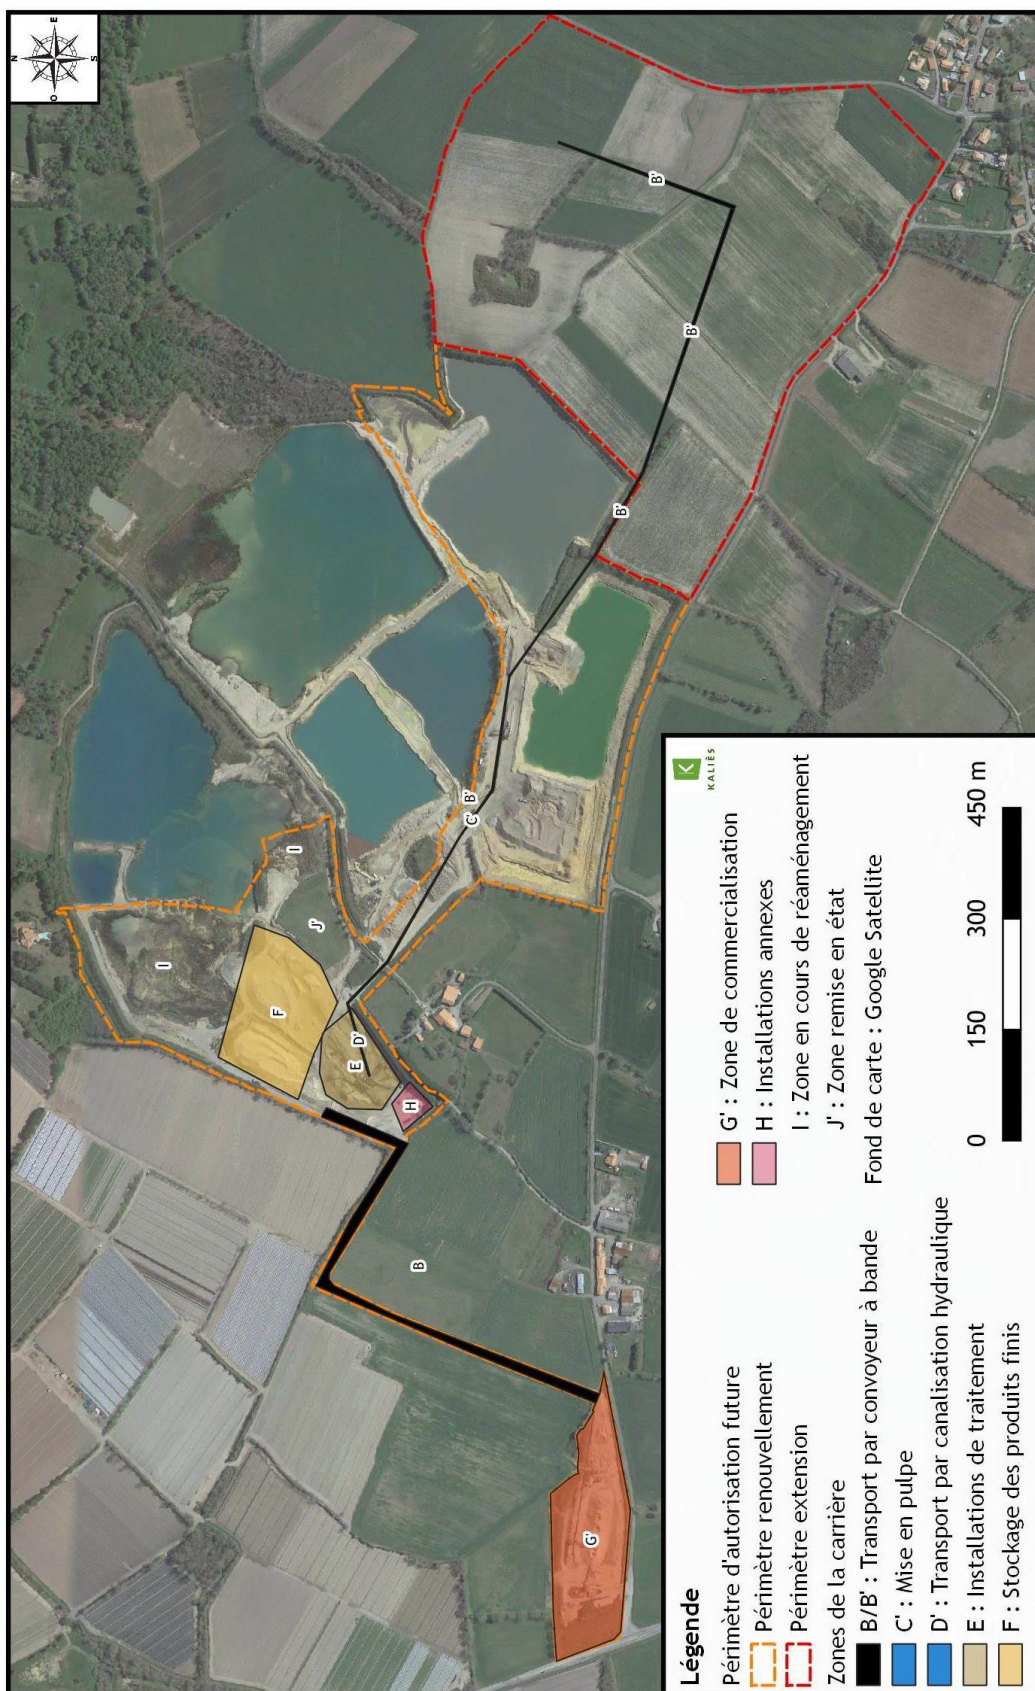 N
E
S
O
B'
B'
B'
C'
B'
I
I
J'
F
D'
E
H
B
G'
Légende
Périmètre d'autorisation future
Périmètre renouvellement
Périmètre extension
Zones de la carrière
B/B' : Transport par convoyeur à bande
C' : Mise en pulpe
D' : Transport par canalisation hydraulique
E : Installations de traitement
F : Stockage des produits finis
G' : Zone de commercialisation
H : Installations annexes
I : Zone en cours de réaménagement
J' : Zone remise en état
Fond de carte : Google Satellite
0 150 300 450 m
K
KALIÈS